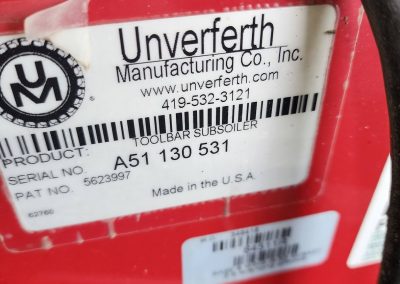 UM
Unverferth
Manufacturing Co., Inc.
www.unverferth.com
419-532-3121
PRODUCT: TOOLBAR SUBSOILER
SERIAL NO. A51 130 531
PAT NO. 5623997
Made in the U.S.A.
62760